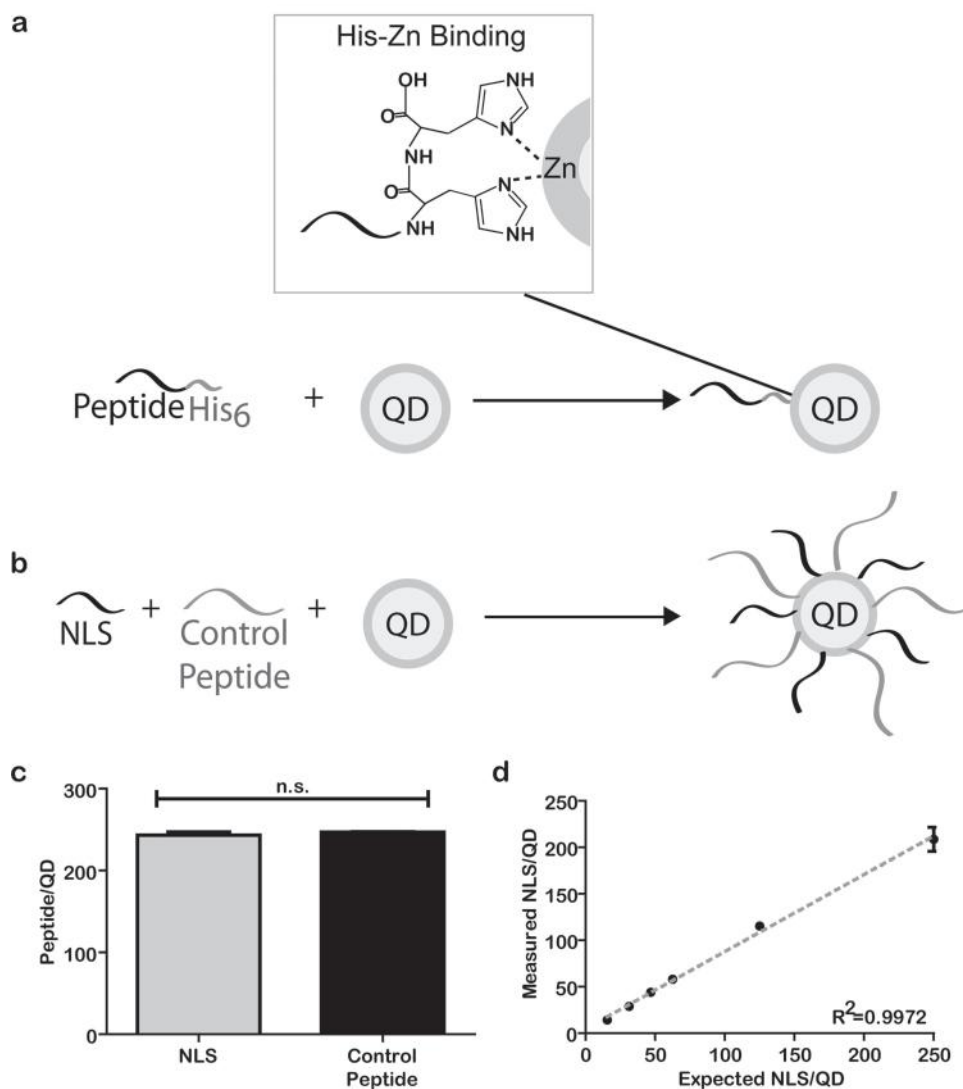 a
His-Zn Binding
OH
O
NH
N
NH
Zn
O
N
NH
NH
Peptide His6
+
QD
QD
b
NLS
+
Control
Peptide
+
QD
QD
c
n.s.
300
200
100
0
Peptide/QD
NLS
Control
Peptide
d
250
200
150
100
50
0
Measured NLS/QD
R2=0.9972
0 50 100 150 200 250
Expected NLS/QD